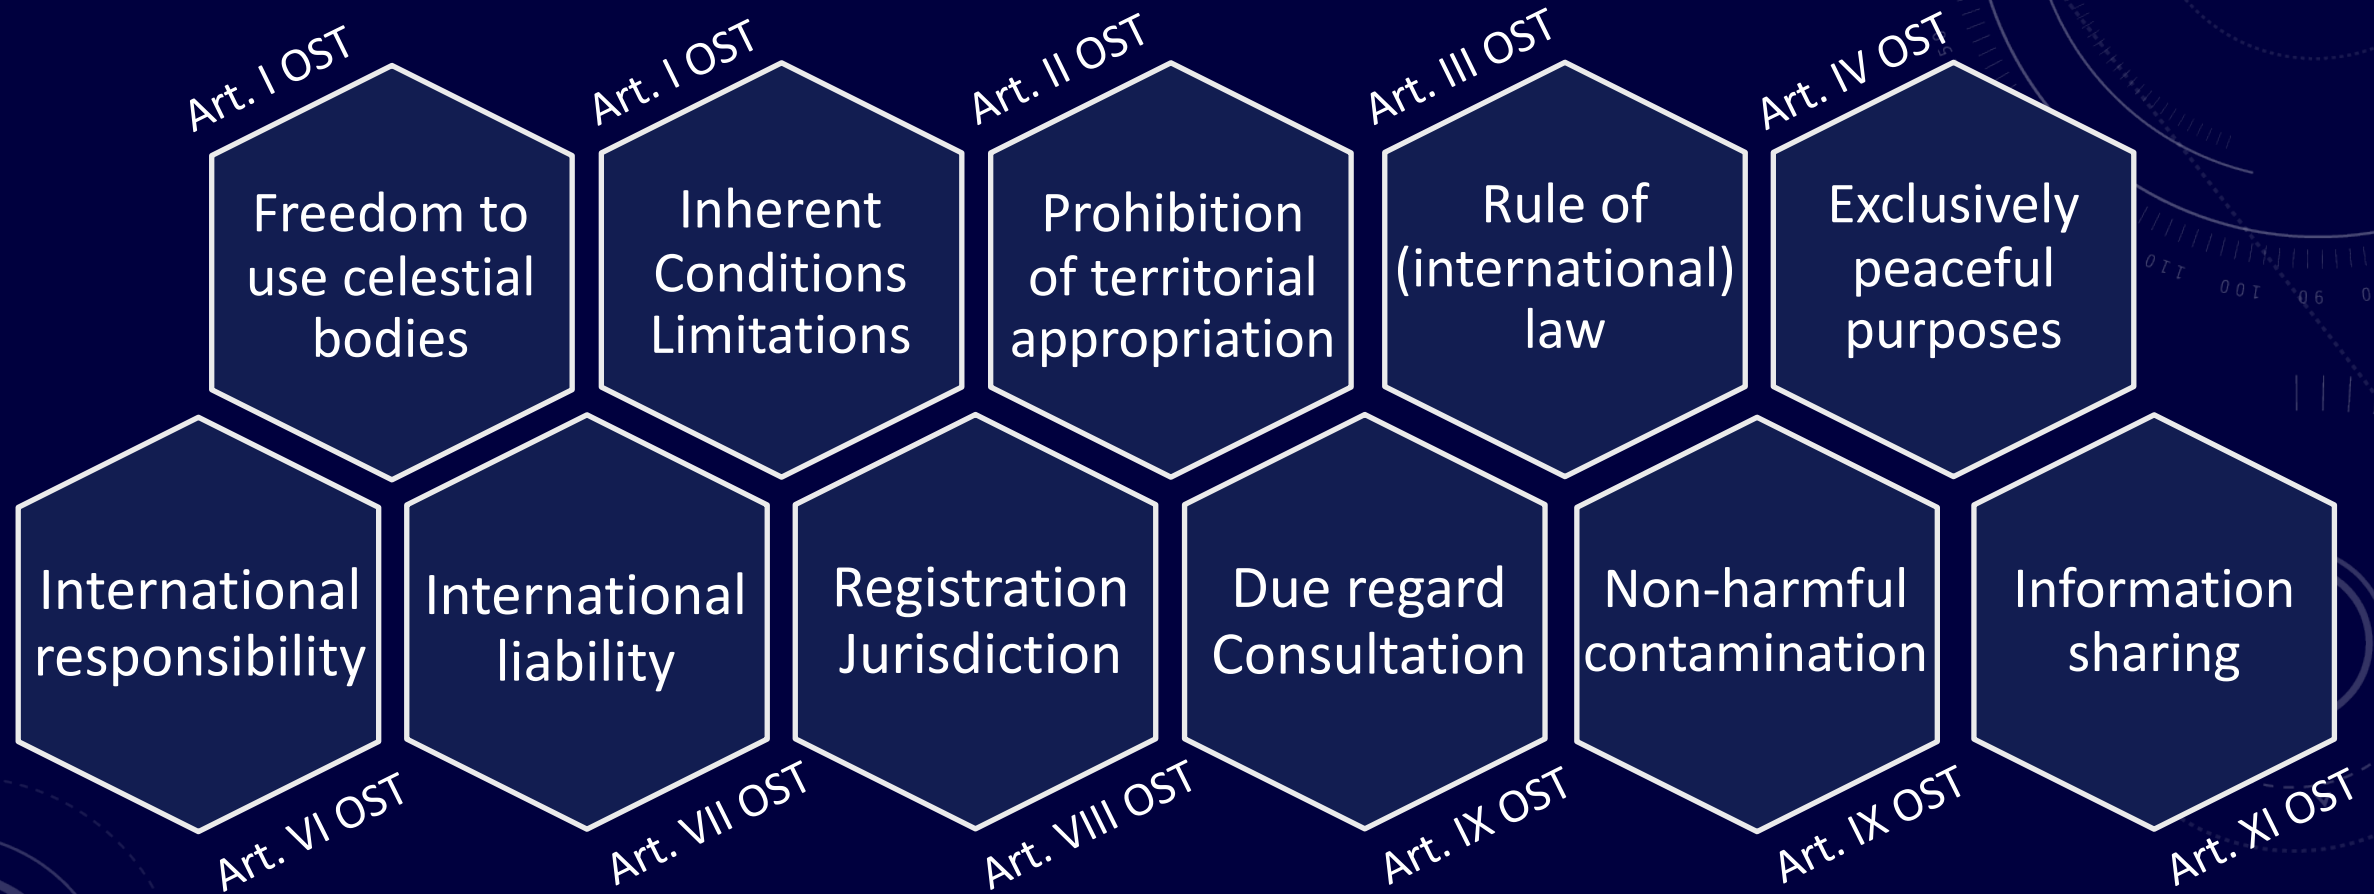 Art. I OST
Freedom to
use celestial
bodies
Art. I OST
Inherent
Conditions
Limitations
Art. II OST
Prohibition
of territorial
appropriation
Art. III OST
Rule of
(international)
law
Art. IV OST
Exclusively
peaceful
purposes
International
responsibility
Art. VI OST
International
liability
Art. VII OST
Registration
Jurisdiction
Art. VIII OST
Due regard
Consultation
Art. IX OST
Non-harmful
contamination
Art. IX OST
Information
sharing
Art. XI OST
110
100
90